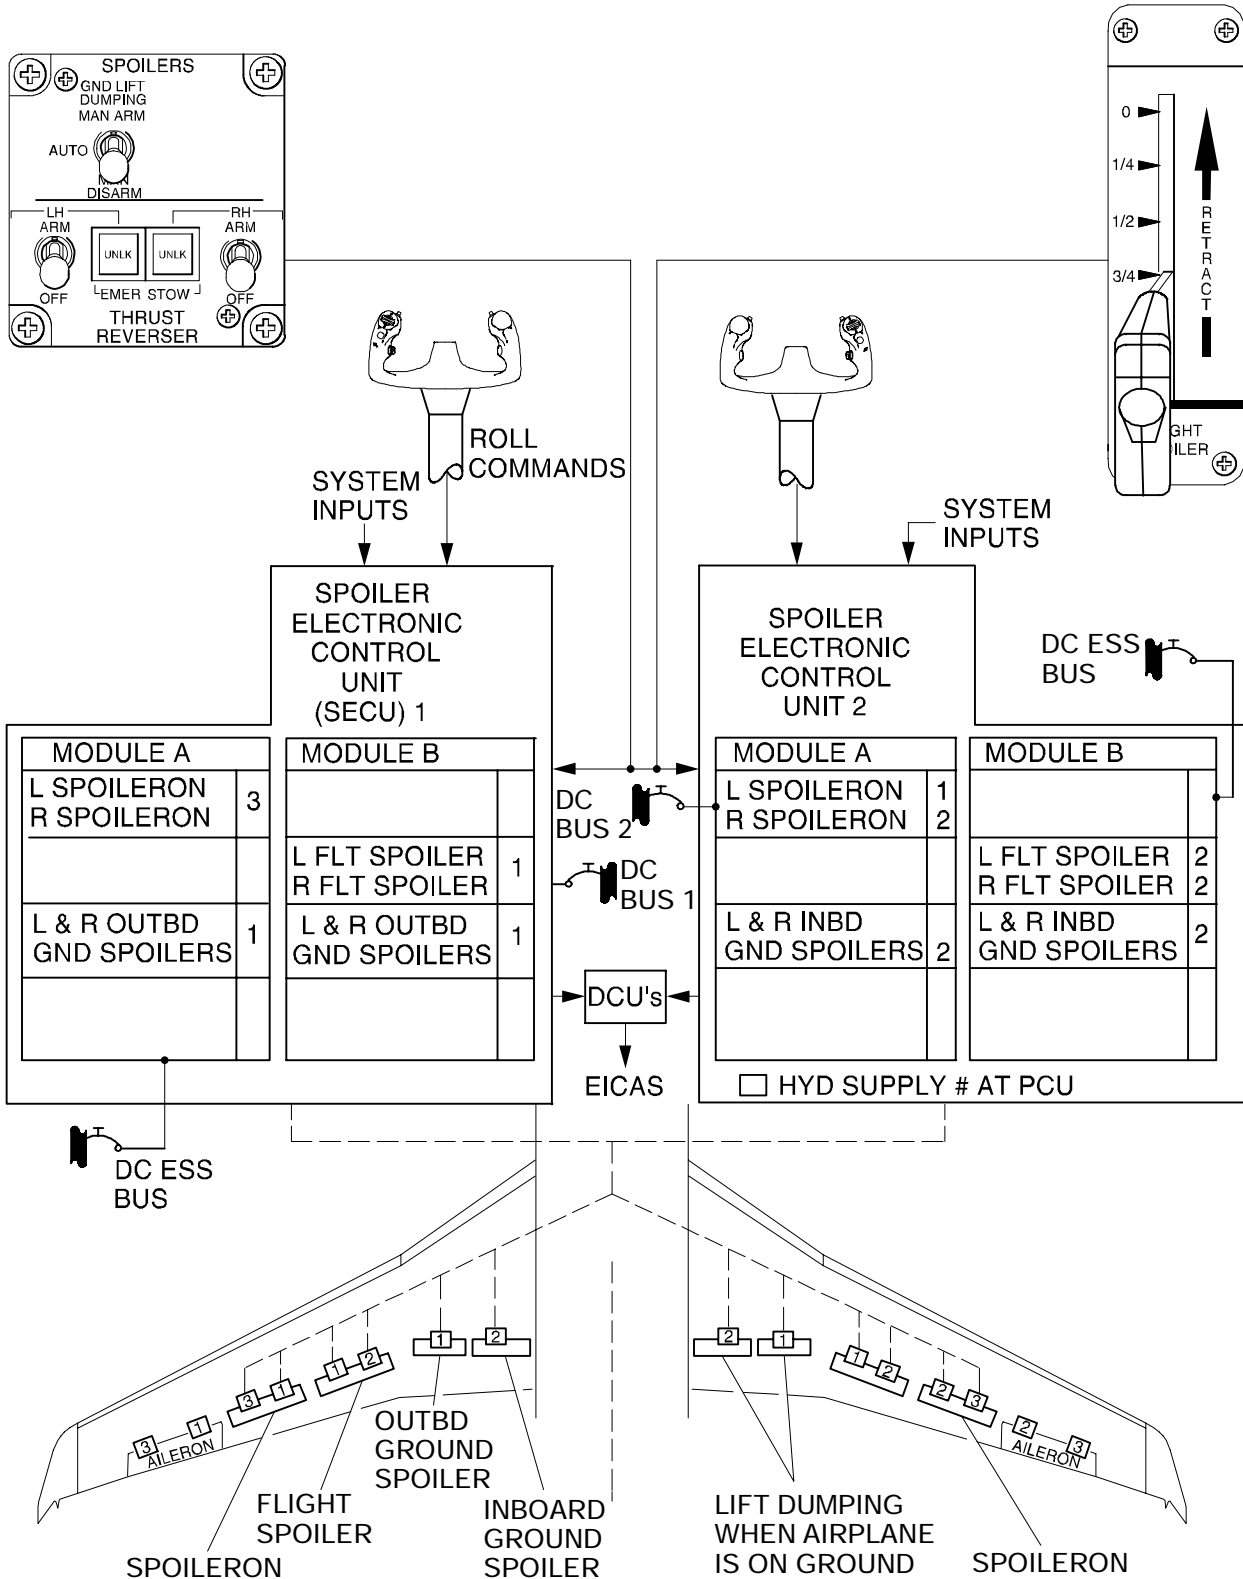 SPOILERS
GND LIFT
DUMPING
MAN ARM
AUTO
MAN
DISARM
LH
ARM
RH
ARM
UNLK
UNLK
OFF
EMER STOW
OFF
THRUST
REVERSER
0
1/4
1/2
3/4
RETRACT
GHT
ILER
ROLL
COMMANDS
SYSTEM
INPUTS
SYSTEM
INPUTS
SPOILER
ELECTRONIC
CONTROL
UNIT
(SECU) 1
SPOILER
ELECTRONIC
CONTROL
UNIT 2
DC ESS
BUS
MODULE A
L SPOILERON
R SPOILERON
3
L & R OUTBD
GND SPOILERS
1
MODULE B
L FLT SPOILER
R FLT SPOILER
1
L & R OUTBD
GND SPOILERS
1
DC
BUS 2
DC
BUS 1
MODULE A
L SPOILERON 1
R SPOILERON 2
L & R INBD
GND SPOILERS 2
MODULE B
L FLT SPOILER 2
R FLT SPOILER 2
L & R INBD
GND SPOILERS
2
DCU's
EICAS
HYD SUPPLY # AT PCU
DC ESS
BUS
3
1
AILERON
3
1
1
2
1
2
2
1
1
2
2
3
2
3
AILERON
OUTBD
GROUND
SPOILER
FLIGHT
SPOILER
SPOILERON
INBOARD
GROUND
SPOILER
LIFT DUMPING
WHEN AIRPLANE
IS ON GROUND
SPOILERON